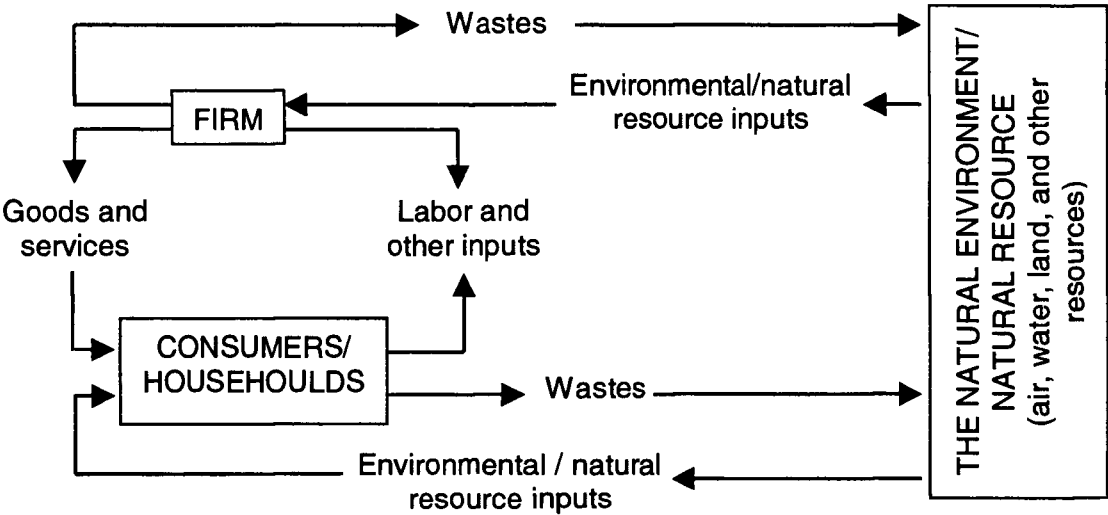 Wastes
Environmental/natural
resource inputs
FIRM
Goods and
services
Labor and
other inputs
CONSUMERS/
HOUSEHOULDS
Wastes
Environmental / natural
resource inputs
THE NATURAL ENVIRONMENT/
NATURAL RESOURCE
(air, water, land, and other
resources)